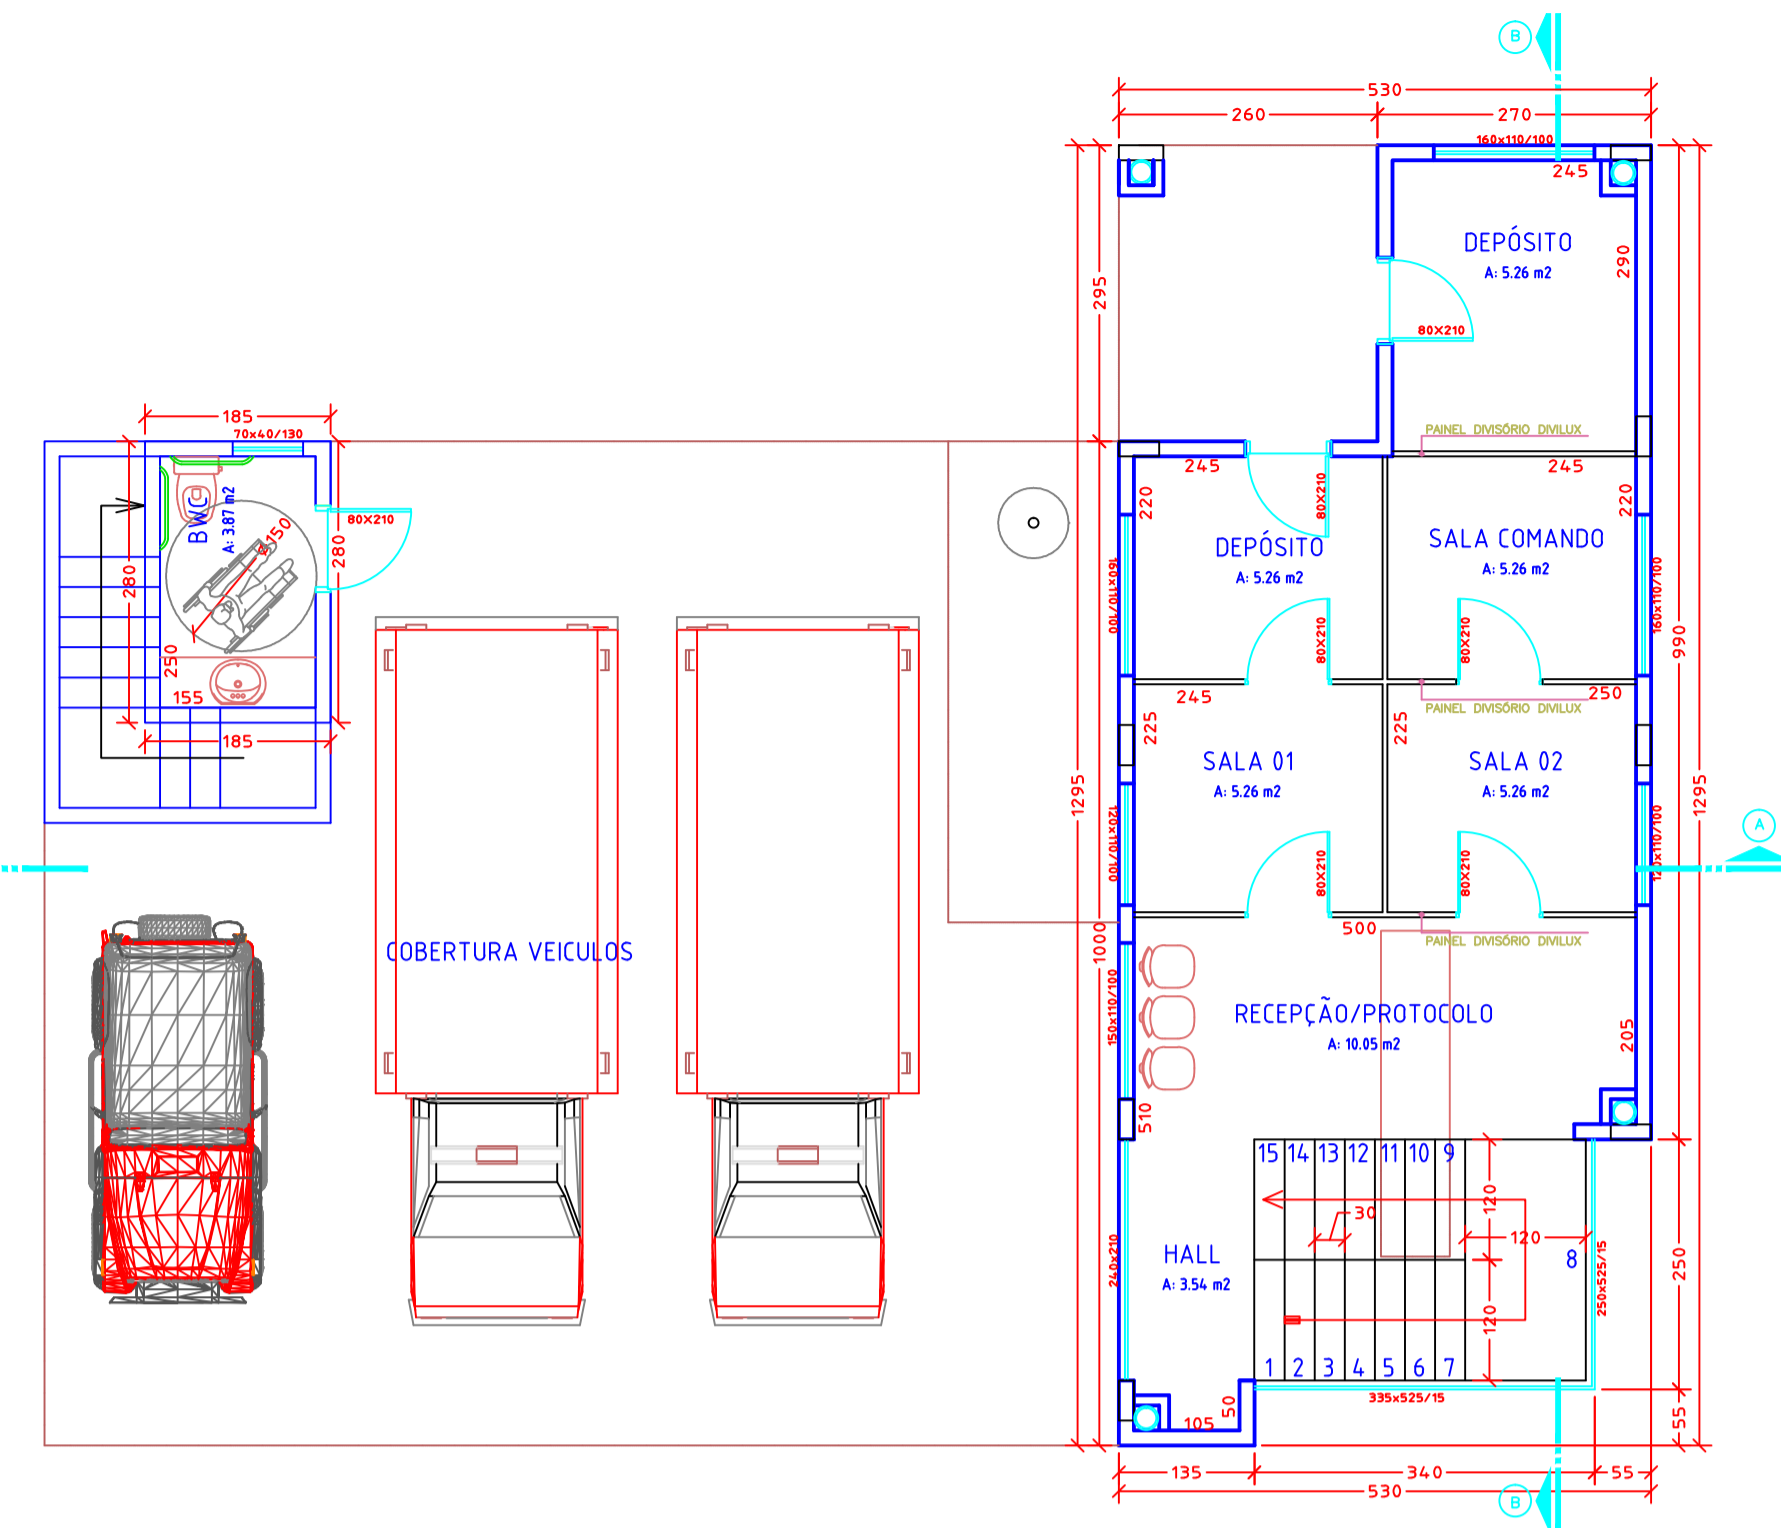 B
530
260
270
160x110/100
245
DEPÓSITO
A: 5.26 m2
290
295
80X210
PAINEL DIVISÓRIO DIVILUX
185
70x40/130
BWC
A: 3.87 m2
Ø150
80X210
280
280
250
155
185
245
220
80X210
DEPÓSITO
A: 5.26 m2
160x110/100
80X210
245
220
SALA COMANDO
A: 5.26 m2
160x110/100
80X210
990
250
PAINEL DIVISÓRIO DIVILUX
245
225
SALA 01
A: 5.26 m2
225
SALA 02
A: 5.26 m2
1295
1295
120x110/100
80X210
80X210
120x110/100
A
COBERTURA VEICULOS
1000
500
PAINEL DIVISÓRIO DIVILUX
150x110/100
RECEPÇÃO/PROTOCOLO
A: 10.05 m2
205
510
15 14 13 12 11 10 9
120
30
120
8
HALL
A: 3.54 m2
240x210
250x525/15
250
120
1 2 3 4 5 6 7
335x525/15
50
105
55
135
340
55
530
B